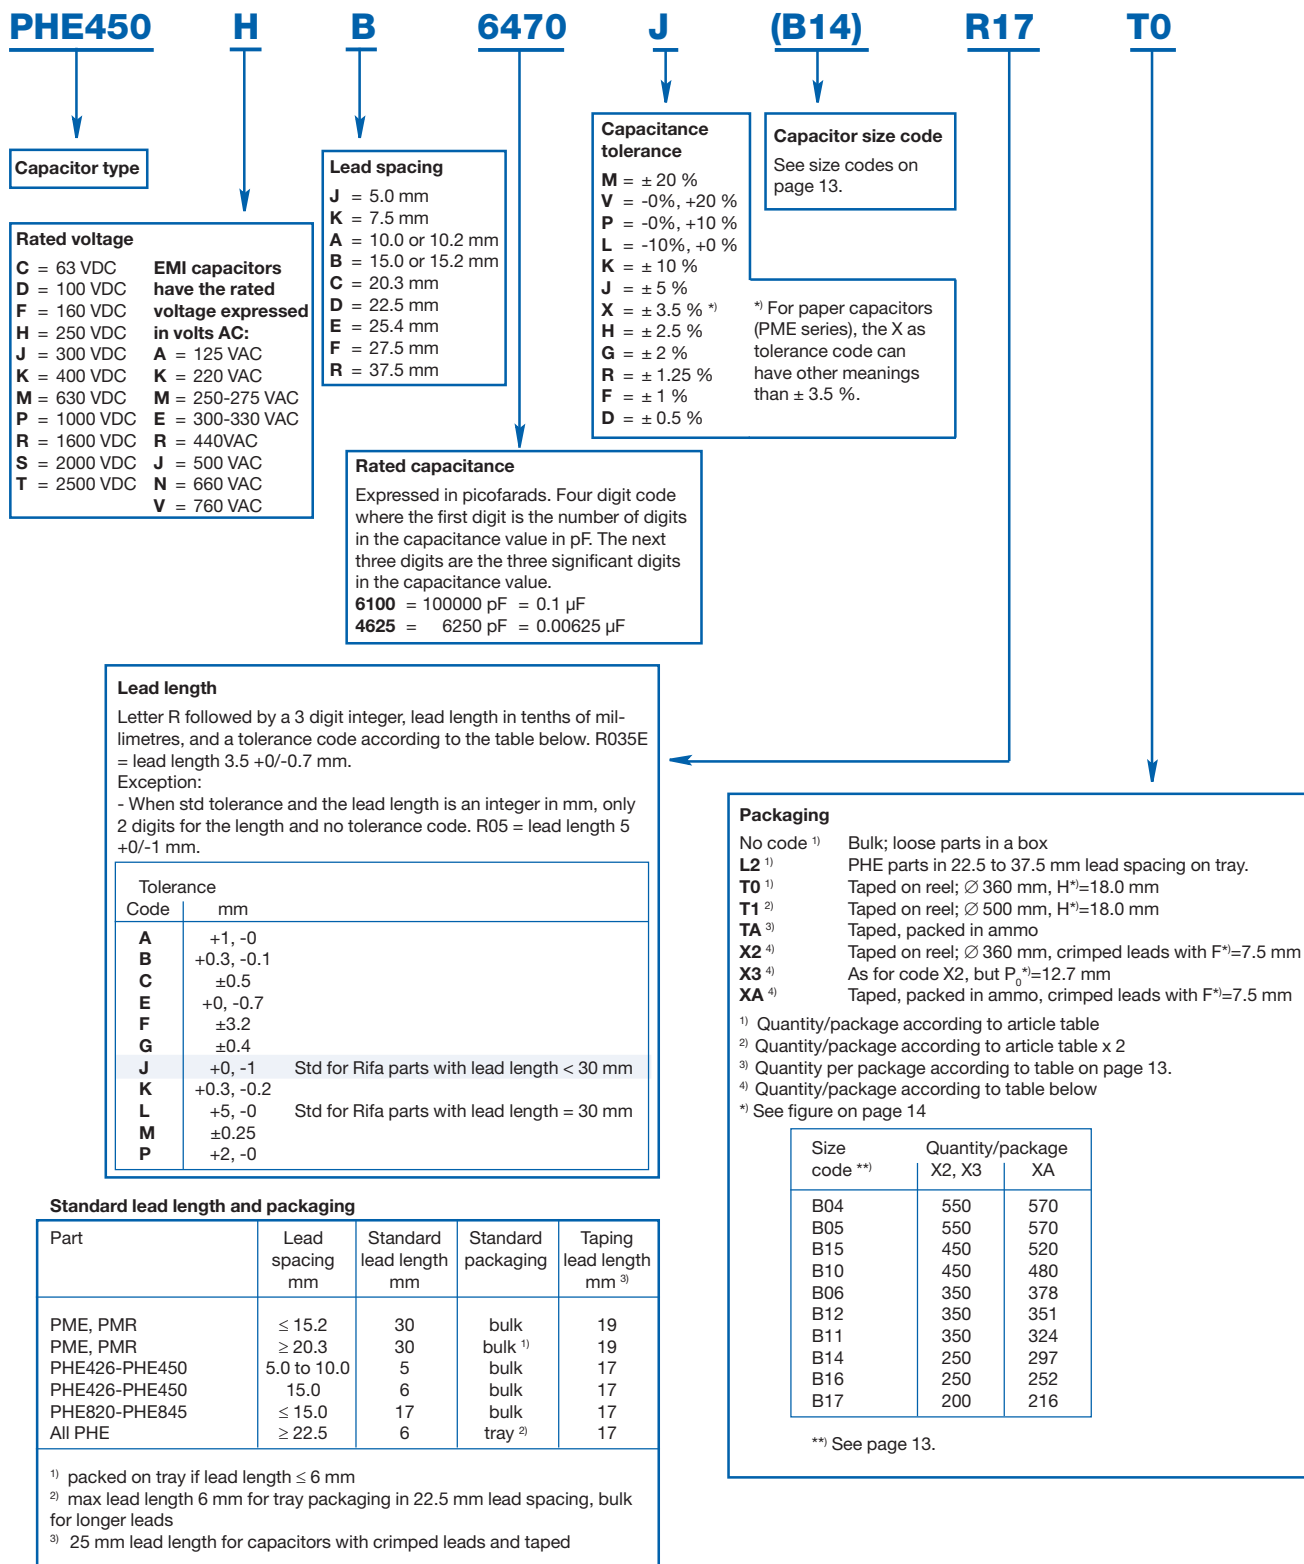 PHE450 H B 6470 J (B14) R17 T0
Capacitor type
Rated voltage
C = 63 VDC
D = 100 VDC
F = 160 VDC
H = 250 VDC
J = 300 VDC
K = 400 VDC
M = 630 VDC
P = 1000 VDC
R = 1600 VDC
S = 2000 VDC
T = 2500 VDC
EMI capacitors
have the rated
voltage expressed
in volts AC:
A = 125 VAC
K = 220 VAC
M = 250-275 VAC
E = 300-330 VAC
R = 440VAC
J = 500 VAC
N = 660 VAC
V = 760 VAC
Lead spacing
J = 5.0 mm
K = 7.5 mm
A = 10.0 or 10.2 mm
B = 15.0 or 15.2 mm
C = 20.3 mm
D = 22.5 mm
E = 25.4 mm
F = 27.5 mm
R = 37.5 mm
Rated capacitance
Expressed in picofarads. Four digit code
where the first digit is the number of digits
in the capacitance value in pF. The next
three digits are the three significant digits
in the capacitance value.
6100 = 100000 pF = 0.1 µF
4625 = 6250 pF = 0.00625 µF
Capacitance
tolerance
M = ± 20 %
V = -0%, +20 %
P = -0%, +10 %
L = -10%, +0 %
K = ± 10 %
J = ± 5 %
X = ± 3.5 % *)
H = ± 2.5 %
G = ± 2 %
R = ± 1.25 %
F = ± 1 %
D = ± 0.5 %
*) For paper capacitors
(PME series), the X as
tolerance code can
have other meanings
than ± 3.5 %.
Capacitor size code
See size codes on
page 13.
Lead length
Letter R followed by a 3 digit integer, lead length in tenths of mil-
limetres, and a tolerance code according to the table below. R035E
= lead length 3.5 +0/-0.7 mm.
Exception:
- When std tolerance and the lead length is an integer in mm, only
2 digits for the length and no tolerance code. R05 = lead length 5
+0/-1 mm.
Tolerance
Code mm
A +1, -0
B +0.3, -0.1
C ±0.5
E +0, -0.7
F ±3.2
G ±0.4
J +0, -1 Std for Rifa parts with lead length < 30 mm
K +0.3, -0.2
L +5, -0 Std for Rifa parts with lead length = 30 mm
M ±0.25
P +2, -0
Packaging
No code 1) Bulk; loose parts in a box
L2 1) PHE parts in 22.5 to 37.5 mm lead spacing on tray.
T0 1) Taped on reel; ∅ 360 mm, H*)=18.0 mm
T1 2) Taped on reel; ∅ 500 mm, H*)=18.0 mm
TA 3) Taped, packed in ammo
X2 4) Taped on reel; ∅ 360 mm, crimped leads with F*)=7.5 mm
X3 4) As for code X2, but P0*)=12.7 mm
XA 4) Taped, packed in ammo, crimped leads with F*)=7.5 mm
1) Quantity/package according to article table
2) Quantity/package according to article table x 2
3) Quantity per package according to table on page 13.
4) Quantity/package according to table below
*) See figure on page 14
Size Quantity/package
code **) X2, X3 XA
B04 550 570
B05 550 570
B15 450 520
B10 450 480
B06 350 378
B12 350 351
B11 350 324
B14 250 297
B16 250 252
B17 200 216
**) See page 13.
Standard lead length and packaging
Part Lead Standard Standard Taping
spacing lead length packaging lead length
mm mm mm 3)
PME, PMR ≤ 15.2 30 bulk 19
PME, PMR ≥ 20.3 30 bulk 1) 19
PHE426-PHE450 5.0 to 10.0 5 bulk 17
PHE426-PHE450 15.0 6 bulk 17
PHE820-PHE845 ≤ 15.0 17 bulk 17
All PHE ≥ 22.5 6 tray 2) 17
1) packed on tray if lead length ≤ 6 mm
2) max lead length 6 mm for tray packaging in 22.5 mm lead spacing, bulk
for longer leads
3) 25 mm lead length for capacitors with crimped leads and taped